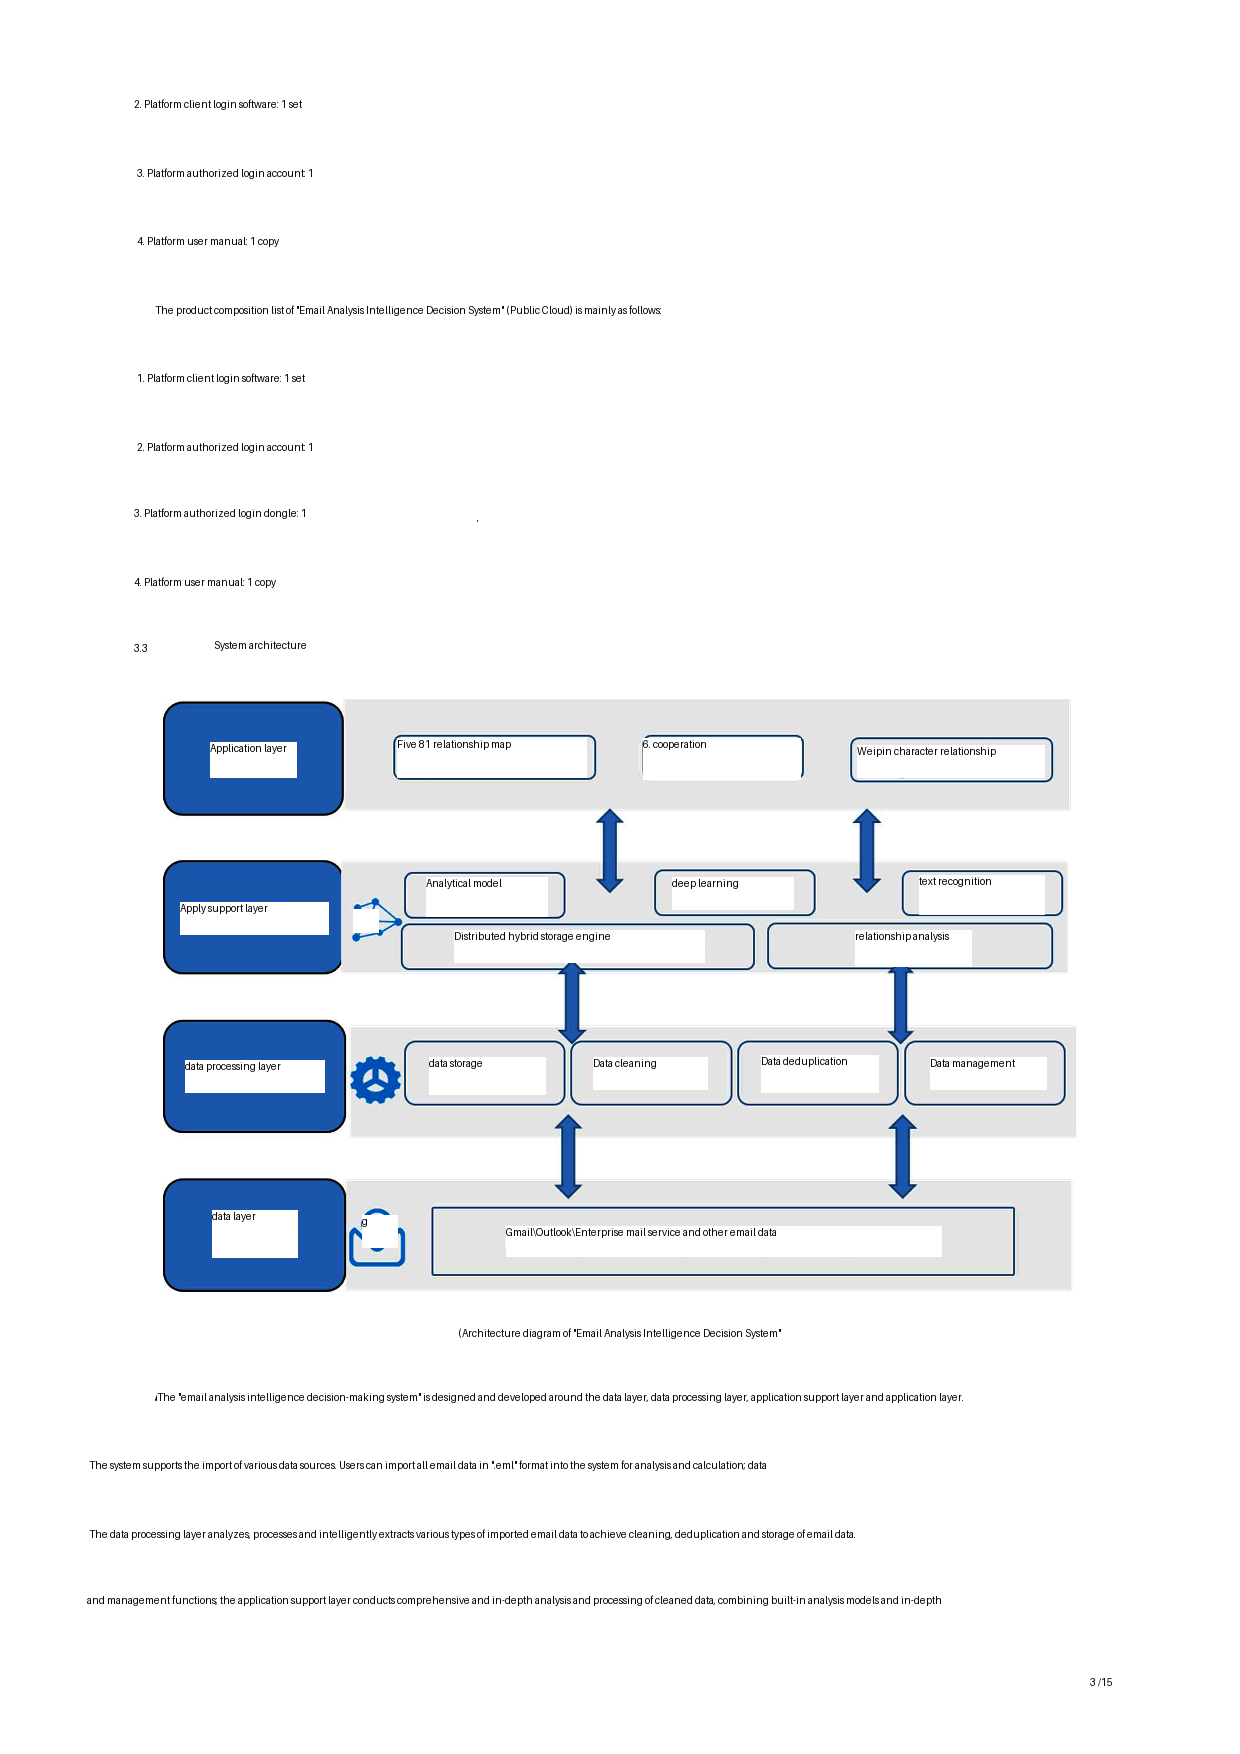 2. Platform client login software: 1 set
3. Platform authorized login account: 1
4. Platform user manual: 1 copy
The product composition list of "Email Analysis Intelligence Decision System" (Public Cloud) is mainly as follows:
1. Platform client login software: 1 set
2. Platform authorized login account: 1
3. Platform authorized login dongle: 1
4. Platform user manual: 1 copy
3.3 System architecture
Application layer
Five 81 relationship map
6. cooperation
Weipin character relationship
Apply support layer
Analytical model
deep learning
text recognition
Distributed hybrid storage engine
relationship analysis
data processing layer
data storage
Data cleaning
Data deduplication
Data management
data layer
g
Gmail\Outlook\Enterprise mail service and other email data
(Architecture diagram of "Email Analysis Intelligence Decision System"
The "email analysis intelligence decision-making system" is designed and developed around the data layer, data processing layer, application support layer and application layer.
The system supports the import of various data sources. Users can import all email data in ".eml" format into the system for analysis and calculation; data
The data processing layer analyzes, processes and intelligently extracts various types of imported email data to achieve cleaning, deduplication and storage of email data.
and management functions; the application support layer conducts comprehensive and in-depth analysis and processing of cleaned data, combining built-in analysis models and in-depth
3 /15